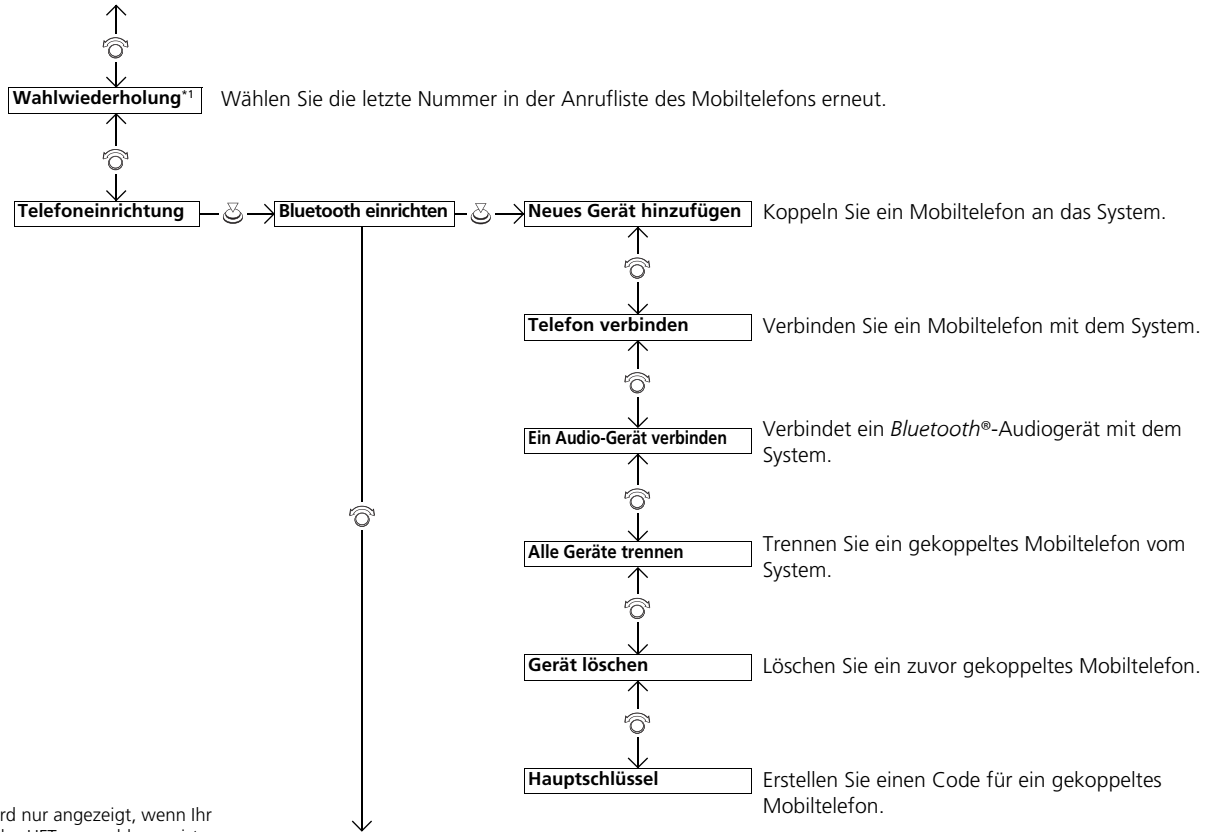 Wahlwiederholung*1 Wählen Sie die letzte Nummer in der Anrufliste des Mobiltelefons erneut.
Telefoneinrichtung Bluetooth einrichten Neues Gerät hinzufügen Koppeln Sie ein Mobiltelefon an das System.
Telefon verbinden Verbinden Sie ein Mobiltelefon mit dem System.
Ein Audio-Gerät verbinden Verbindet ein Bluetooth®-Audiogerät mit dem
System.
Alle Geräte trennen Trennen Sie ein gekoppeltes Mobiltelefon vom
System.
Gerät löschen Löschen Sie ein zuvor gekoppeltes Mobiltelefon.
Hauptschlüssel Erstellen Sie einen Code für ein gekoppeltes
Mobiltelefon.
rd nur angezeigt, wenn Ihr